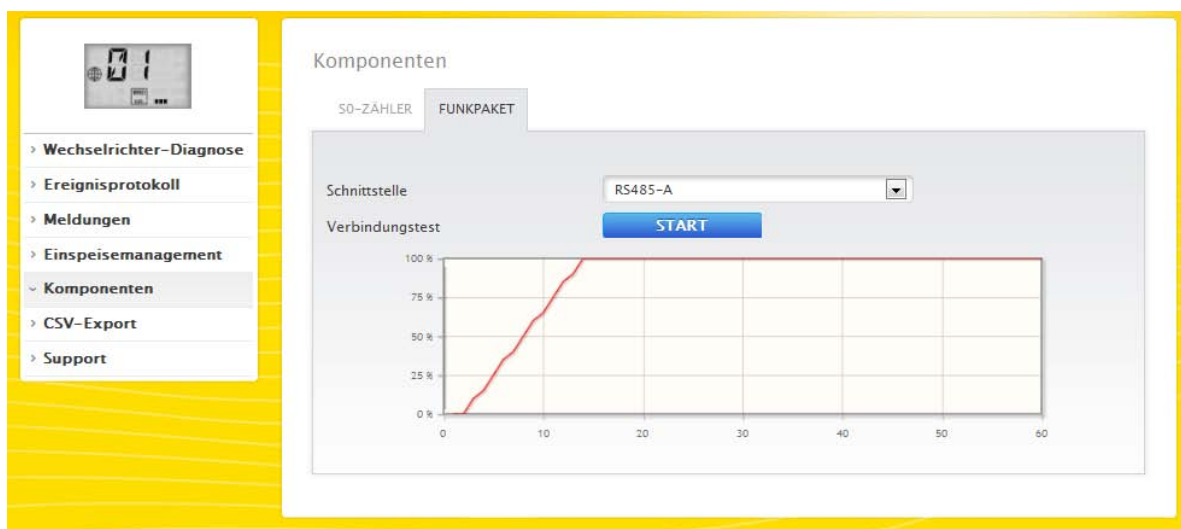 01
Wechselrichter-Diagnose
Ereignisprotokoll
Meldungen
Einspeisemanagement
Komponenten
CSV-Export
Support
Komponenten
S0-ZÄHLER FUNKPAKET
Schnittstelle RS485-A
Verbindungstest START
100 %
75 %
50 %
25 %
0 %
0 10 20 30 40 50 60